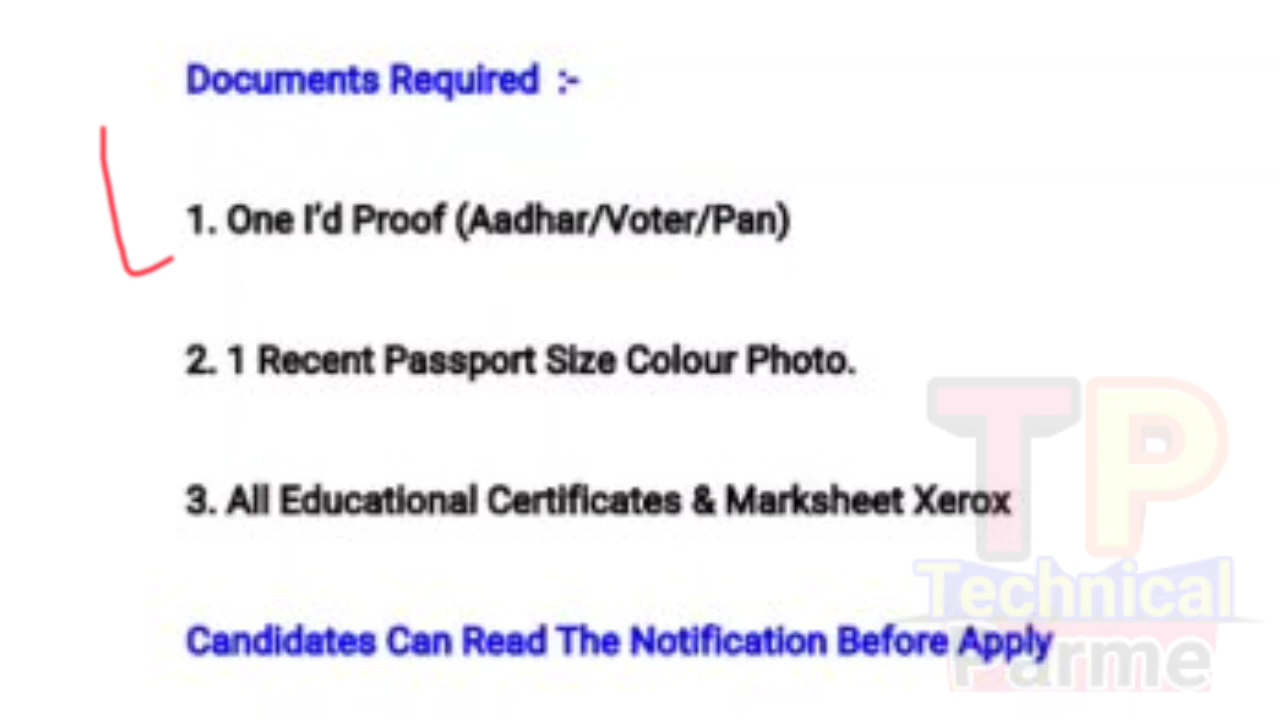 Documents Required :-
1. One I'd Proof (Aadhar/Voter/Pan)
2. 1 Recent Passport Size Colour Photo.
3. All Educational Certificates & Marksheet Xerox
Candidates Can Read The Notification Before Apply
TP
Technical
Parme